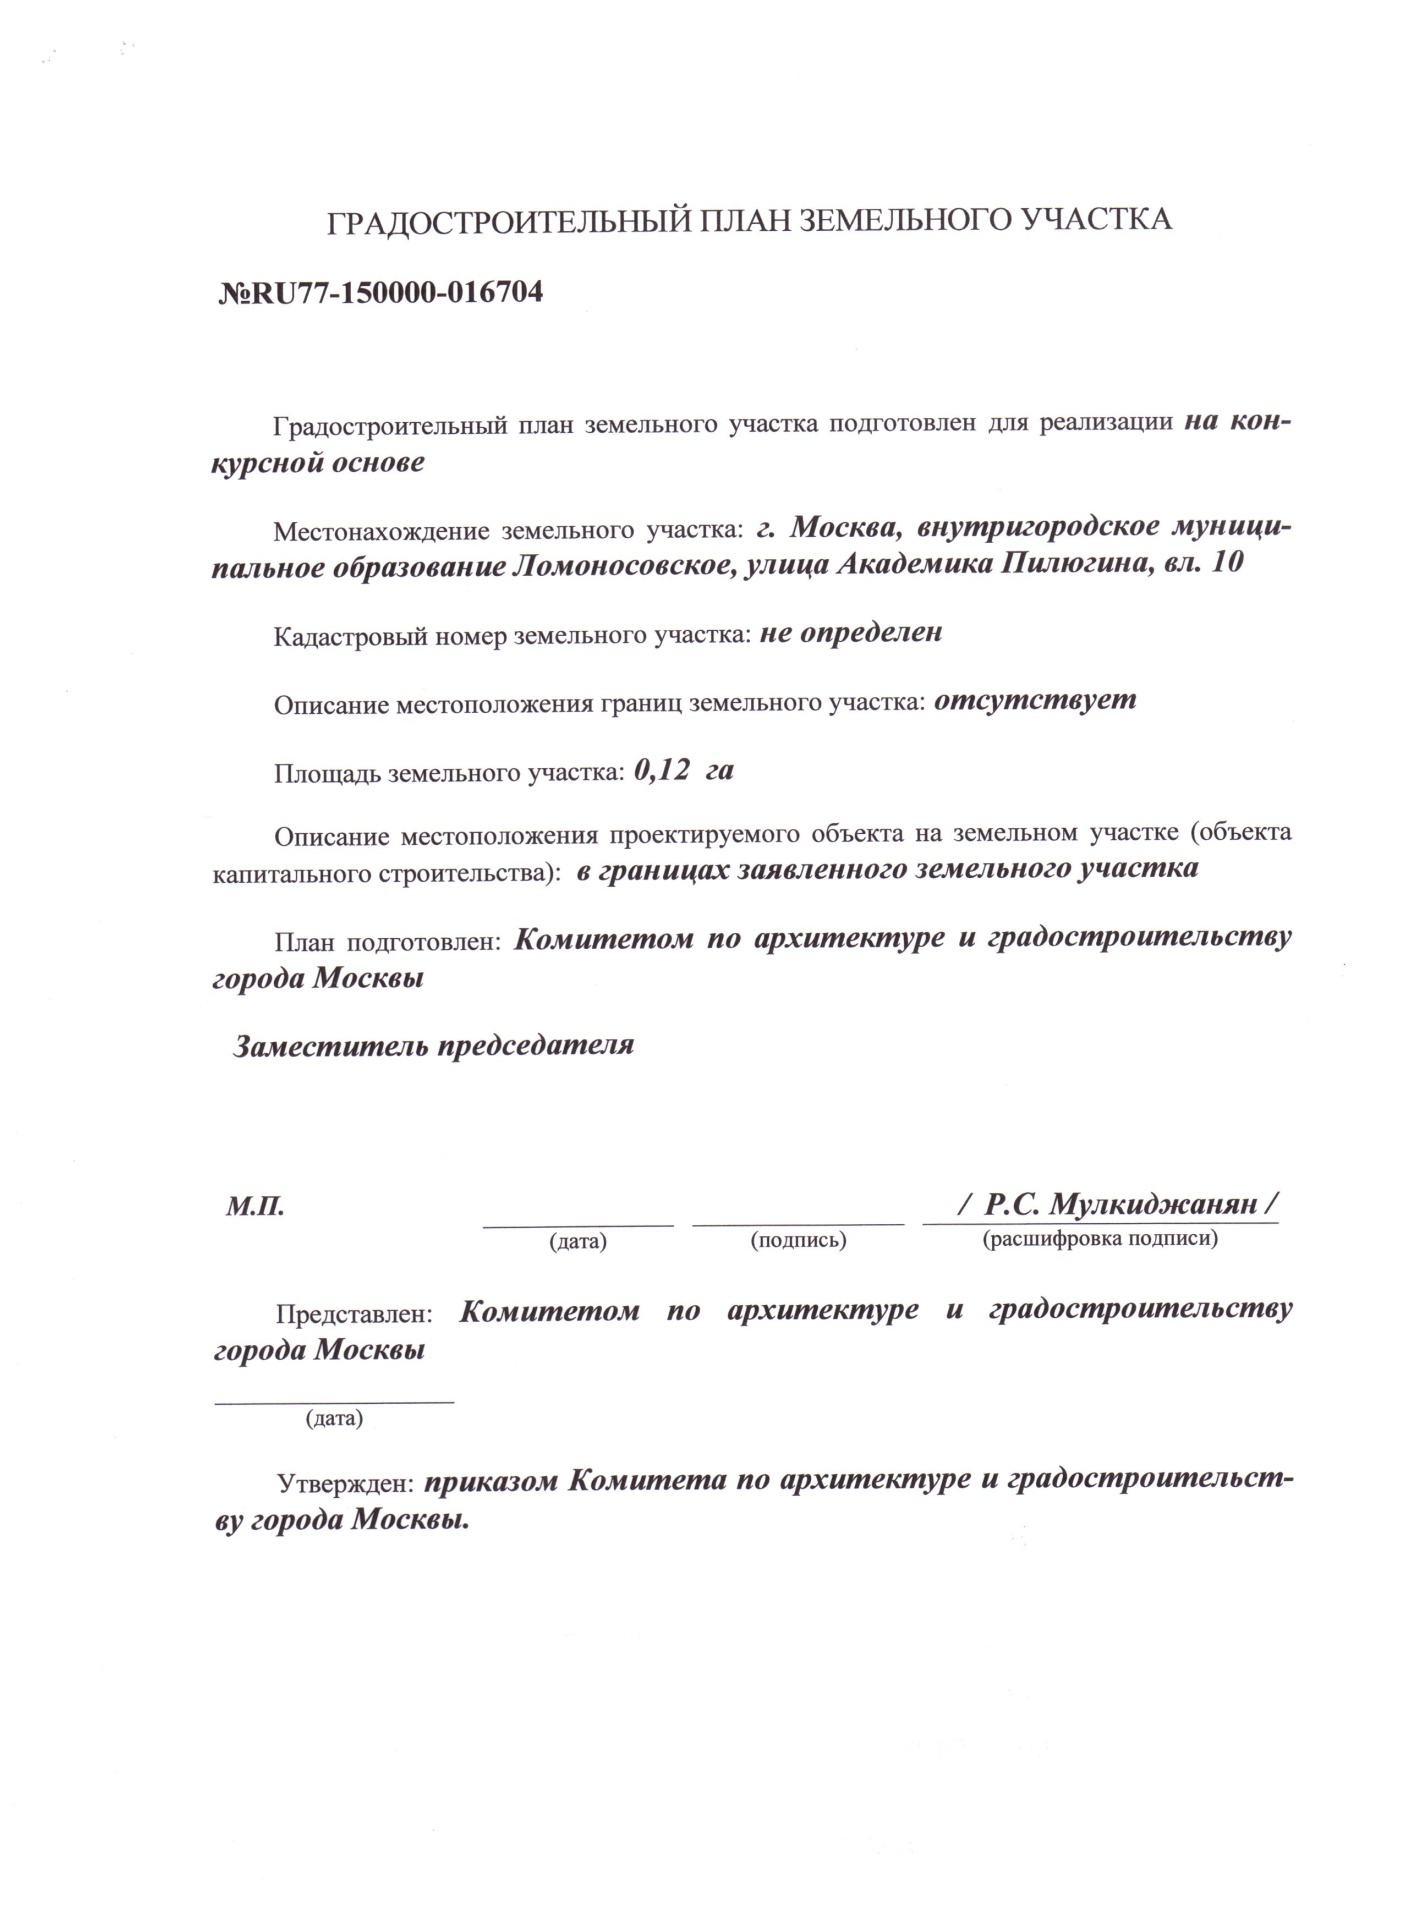 ГРАДОСТРОИТЕЛЬНЫЙ ПЛАН ЗЕМЕЛЬНОГО УЧАСТКА
№RU77-150000-016704
Градостроительный план земельного участка подготовлен для реализации на кон-
курсной основе
Местонахождение земельного участка: г. Москва, внутригородское муници-
пальное образование Ломоносовское, улица Академика Пилюгина, вл. 10
Кадастровый номер земельного участка: не определен
Описание местоположения границ земельного участка: отсутствует
Площадь земельного участка: 0,12 га
Описание местоположения проектируемого объекта на земельном участке (объекта
капитального строительства): в границах заявленного земельного участка
План подготовлен: Комитетом по архитектуре и градостроительству
города Москвы
Заместитель председателя
М.П. / Р.С. Мулкиджанян /
(дата) (подпись) (расшифровка подписи)
Представлен: Комитетом по архитектуре и градостроительству
города Москвы
(дата)
Утвержден: приказом Комитета по архитектуре и градостроительст-
ву города Москвы.